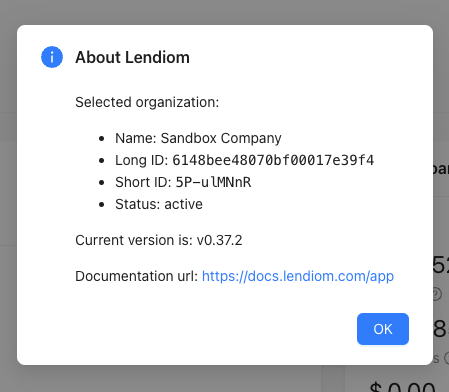 About Lendiom
Selected organization:
• Name: Sandbox Company
• Long ID: 6148bee48070bf00017e39f4
• Short ID: 5P-ulMNnR
• Status: active
Current version is: v0.37.2
Documentation url: https://docs.lendiom.com/app
OK
$ 0.00